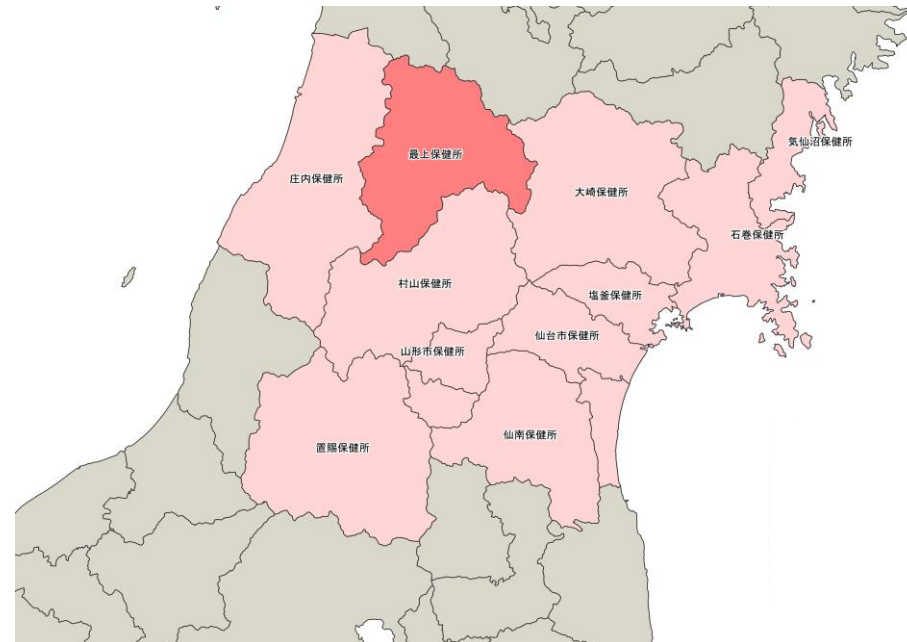 気仙沼保健所
最上保健所
庄内保健所
大崎保健所
石巻保健所
村山保健所
塩釜保健所
仙台市保健所
山形市保健所
置賜保健所
仙南保健所